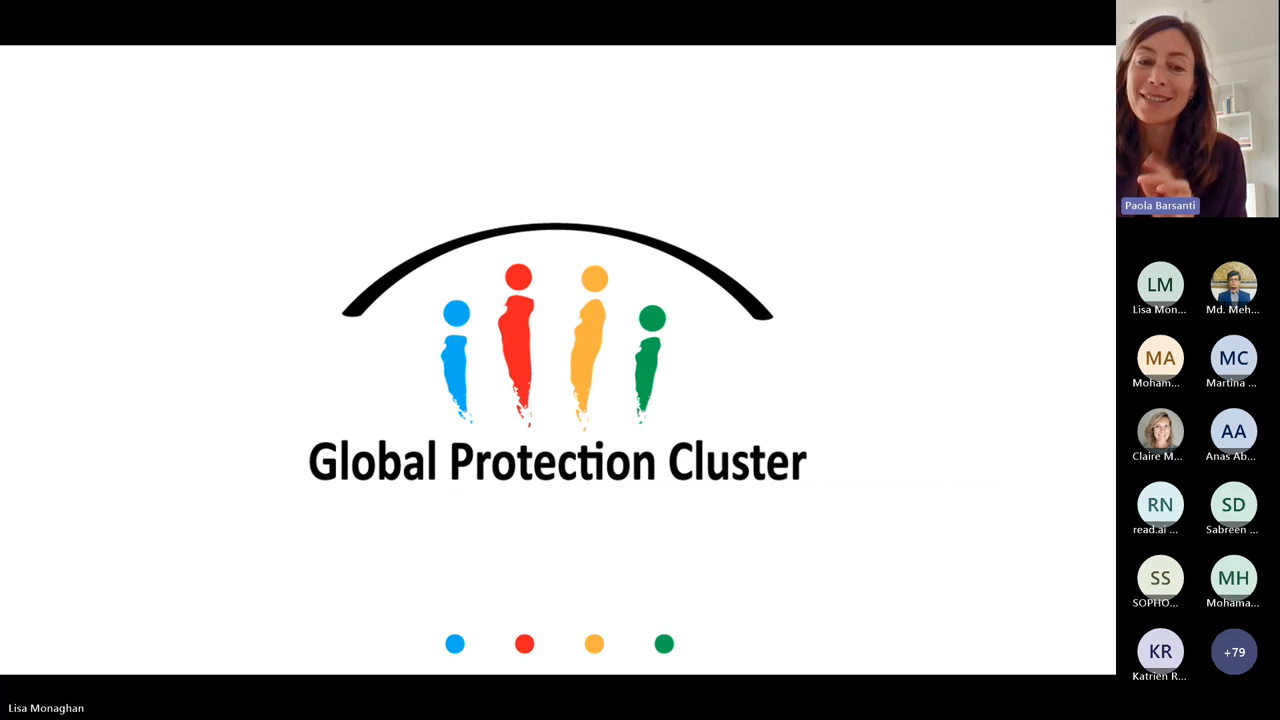 Global Protection Cluster
Paola Barsanti
LM
Lisa Mon...
Md. Meh...
MA
Moham...
MC
Martina ...
Claire M...
AA
Anas Ab...
RN
read.ai ...
SD
Sabreen ...
SS
SOPHO...
MH
Mohama...
KR
Katrien R...
+79
Lisa Monaghan